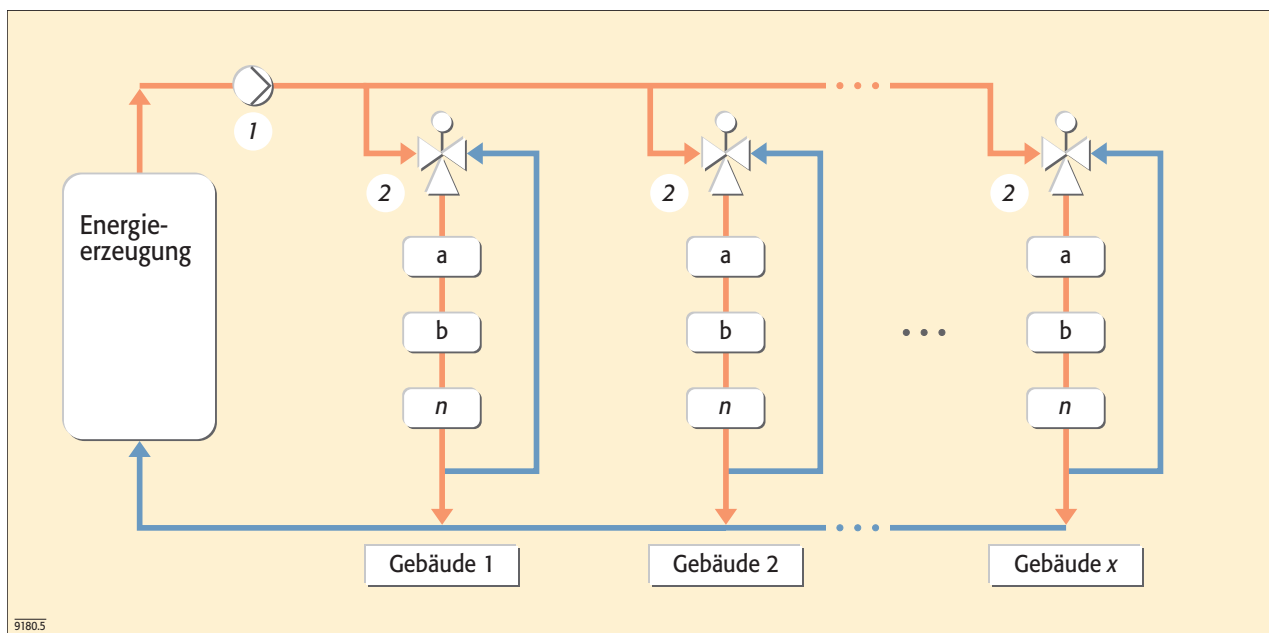 1
2
2
2
Energie-
erzeugung
a
a
a
b
b
b
n
n
n
Gebäude 1
Gebäude 2
Gebäude x
9180.5